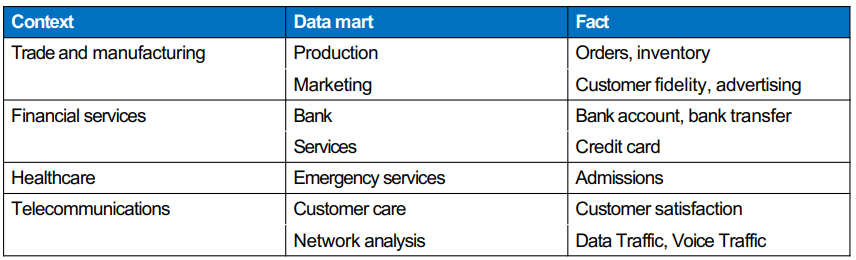 Context Data mart Fact
Trade and manufacturing Production Orders, inventory
Marketing Customer fidelity, advertising
Financial services Bank Bank account, bank transfer
Services Credit card
Healthcare Emergency services Admissions
Telecommunications Customer care Customer satisfaction
Network analysis Data Traffic, Voice Traffic